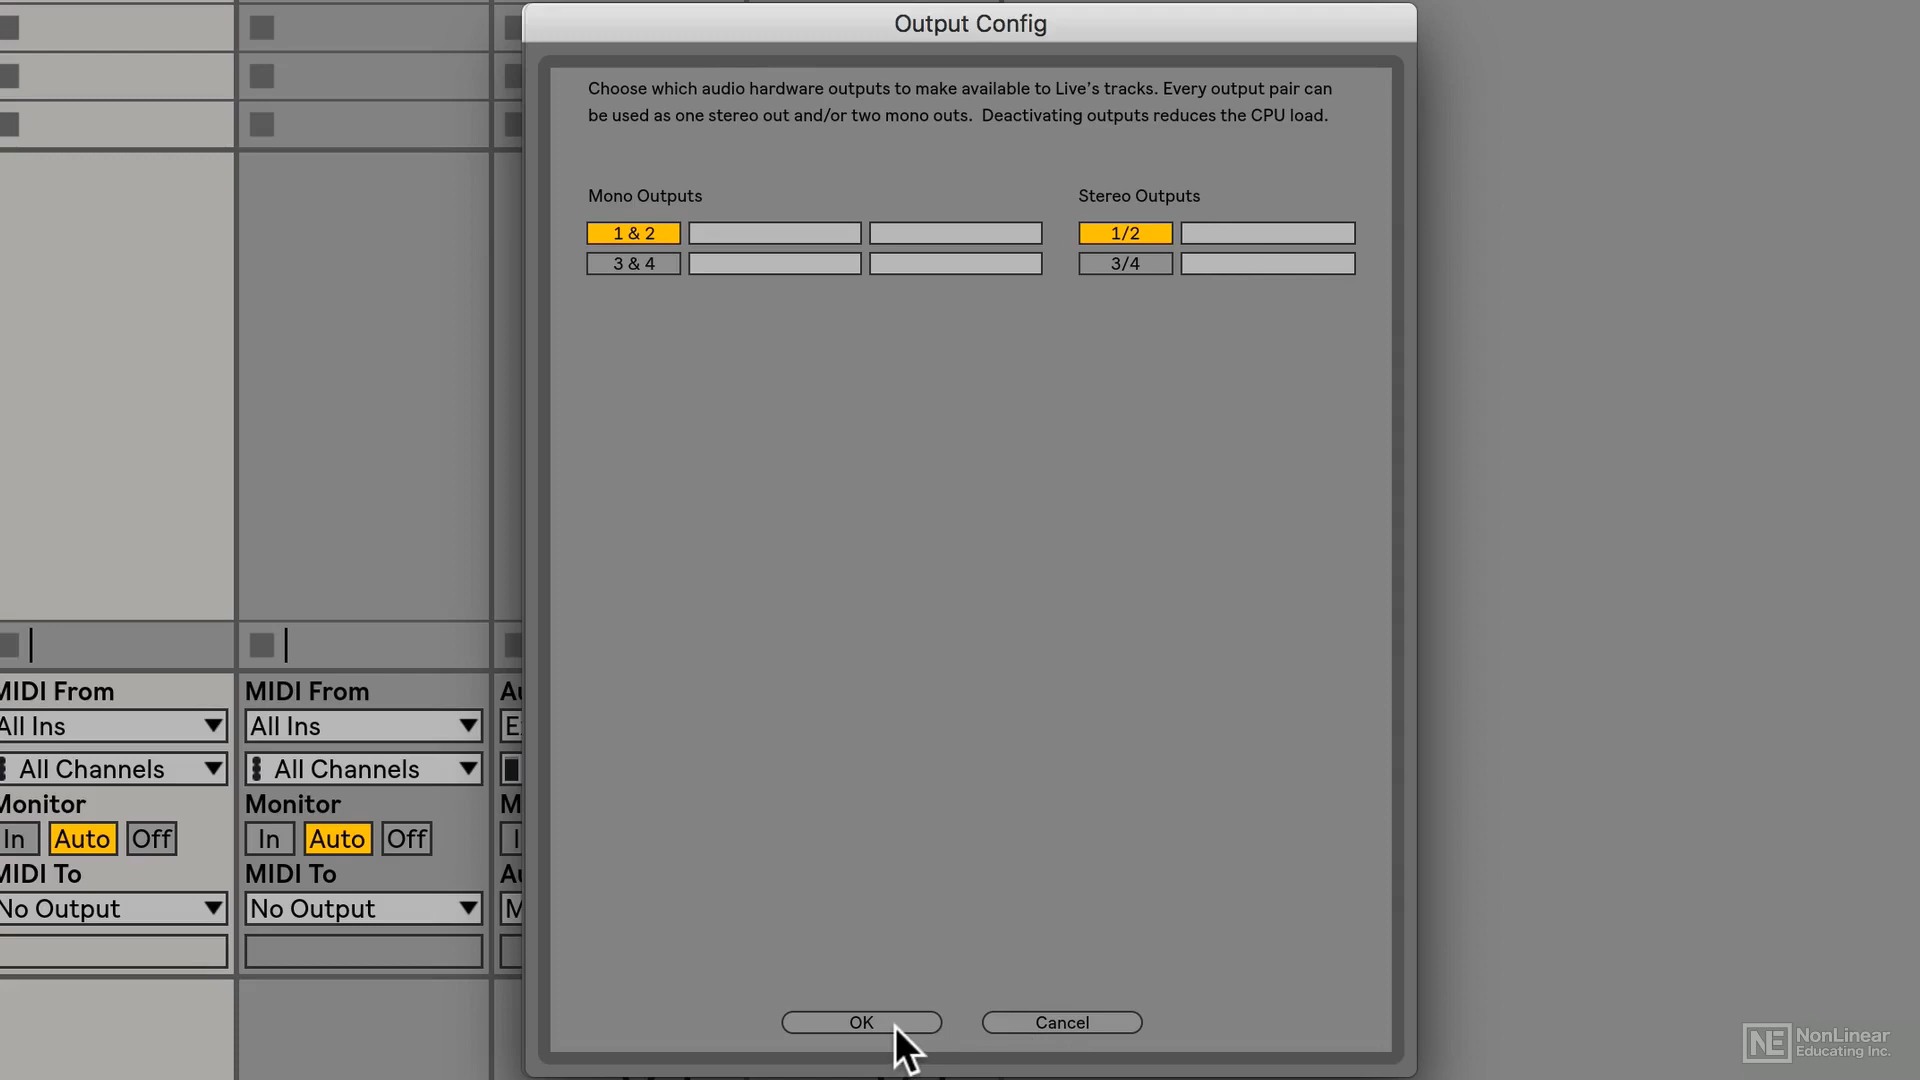 Output Config
Choose which audio hardware outputs to make available to Live's tracks. Every output pair can
be used as one stereo out and/or two mono outs.  Deactivating outputs reduces the CPU load.
Mono Outputs
Stereo Outputs
1 & 2
1/2
3 & 4
3/4
MIDI From
MIDI From
All Ins
All Ins
All Channels
All Channels
Monitor
Monitor
In Auto Off
In Auto Off
MIDI To
MIDI To
No Output
No Output
OK
Cancel
NE NonLinear
Educating Inc.